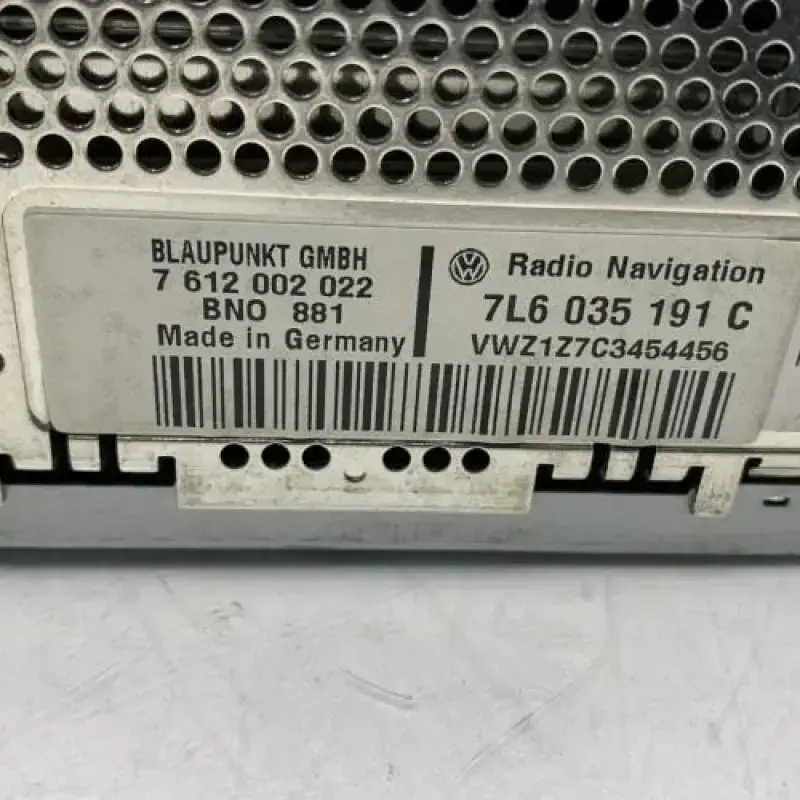 BLAUPUNKT GMBH
7 612 002 022
BNO 881
Made in Germany
Radio Navigation
7L6 035 191 C
VWZ1Z7C3454456